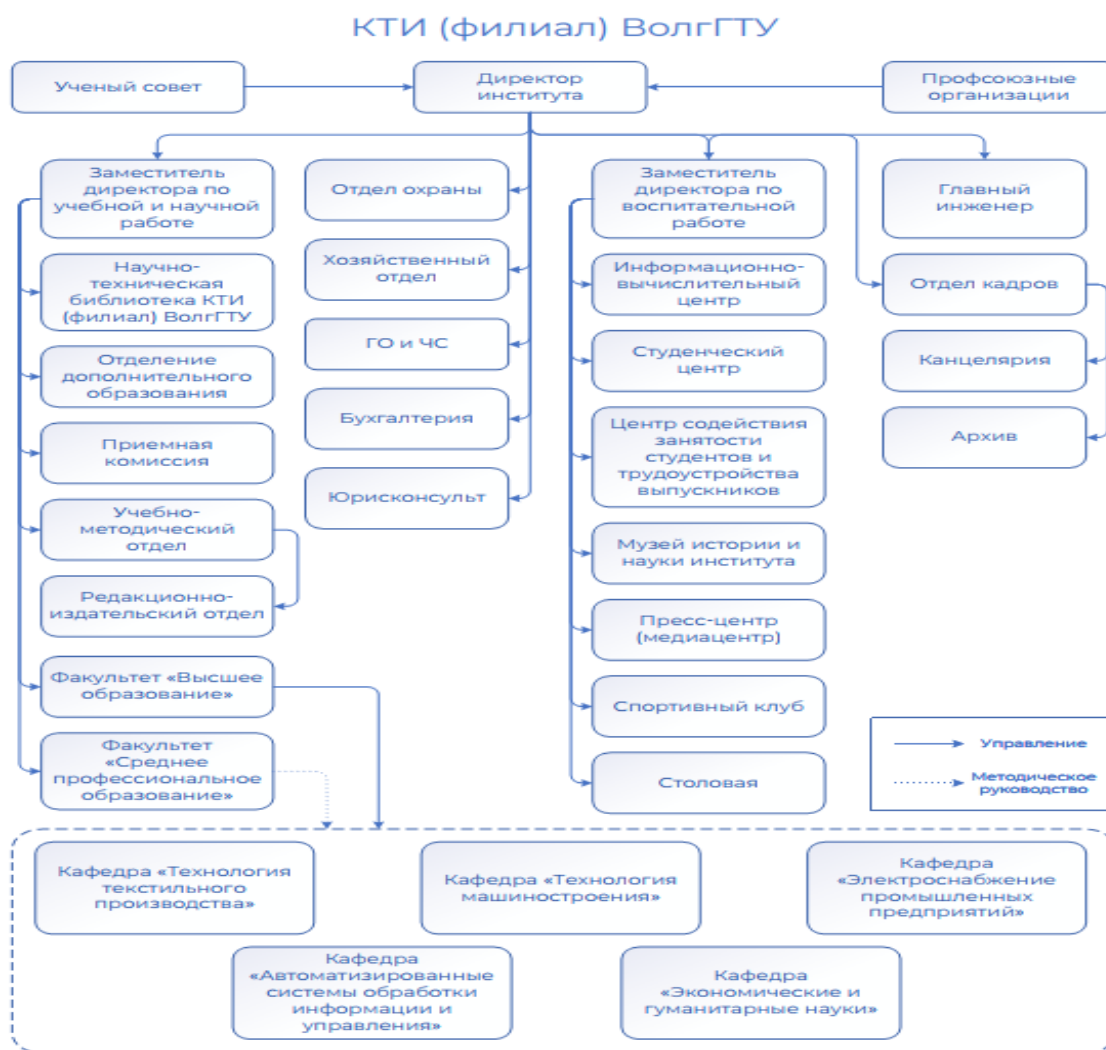 КТИ (филиал) ВолгГТУ
Ученый совет
Директор
института
Профсоюзные
организации
Заместитель
директора по
учебной и научной
работе
Научно-
техническая
библиотека КТИ
(филиал) ВолгГТУ
Отделение
дополнительного
образования
Приемная
комиссия
Учебно-
методический
отдел
Редакционно-
издательский отдел
Факультет «Высшее
образование»
Факультет
«Среднее
профессиональное
образование»
Отдел охраны
Хозяйственный
отдел
ГО и ЧС
Бухгалтерия
Юрисконсульт
Заместитель
директора по
воспитательной
работе
Информационно-
вычислительный
центр
Студенческий
центр
Центр содействия
занятости
студентов и
трудоустройства
выпускников
Музей истории и
науки института
Пресс-центр
(медиацентр)
Спортивный клуб
Столовая
Главный
инженер
Отдел кадров
Канцелярия
Архив
Управление
Методическое
руководство
Кафедра «Технология
текстильного
производства»
Кафедра «Технология
машиностроения»
Кафедра
«Электроснабжение
промышленных
предприятий»
Кафедра
«Автоматизированные
системы обработки
информации и
управления»
Кафедра
«Экономические и
гуманитарные науки»